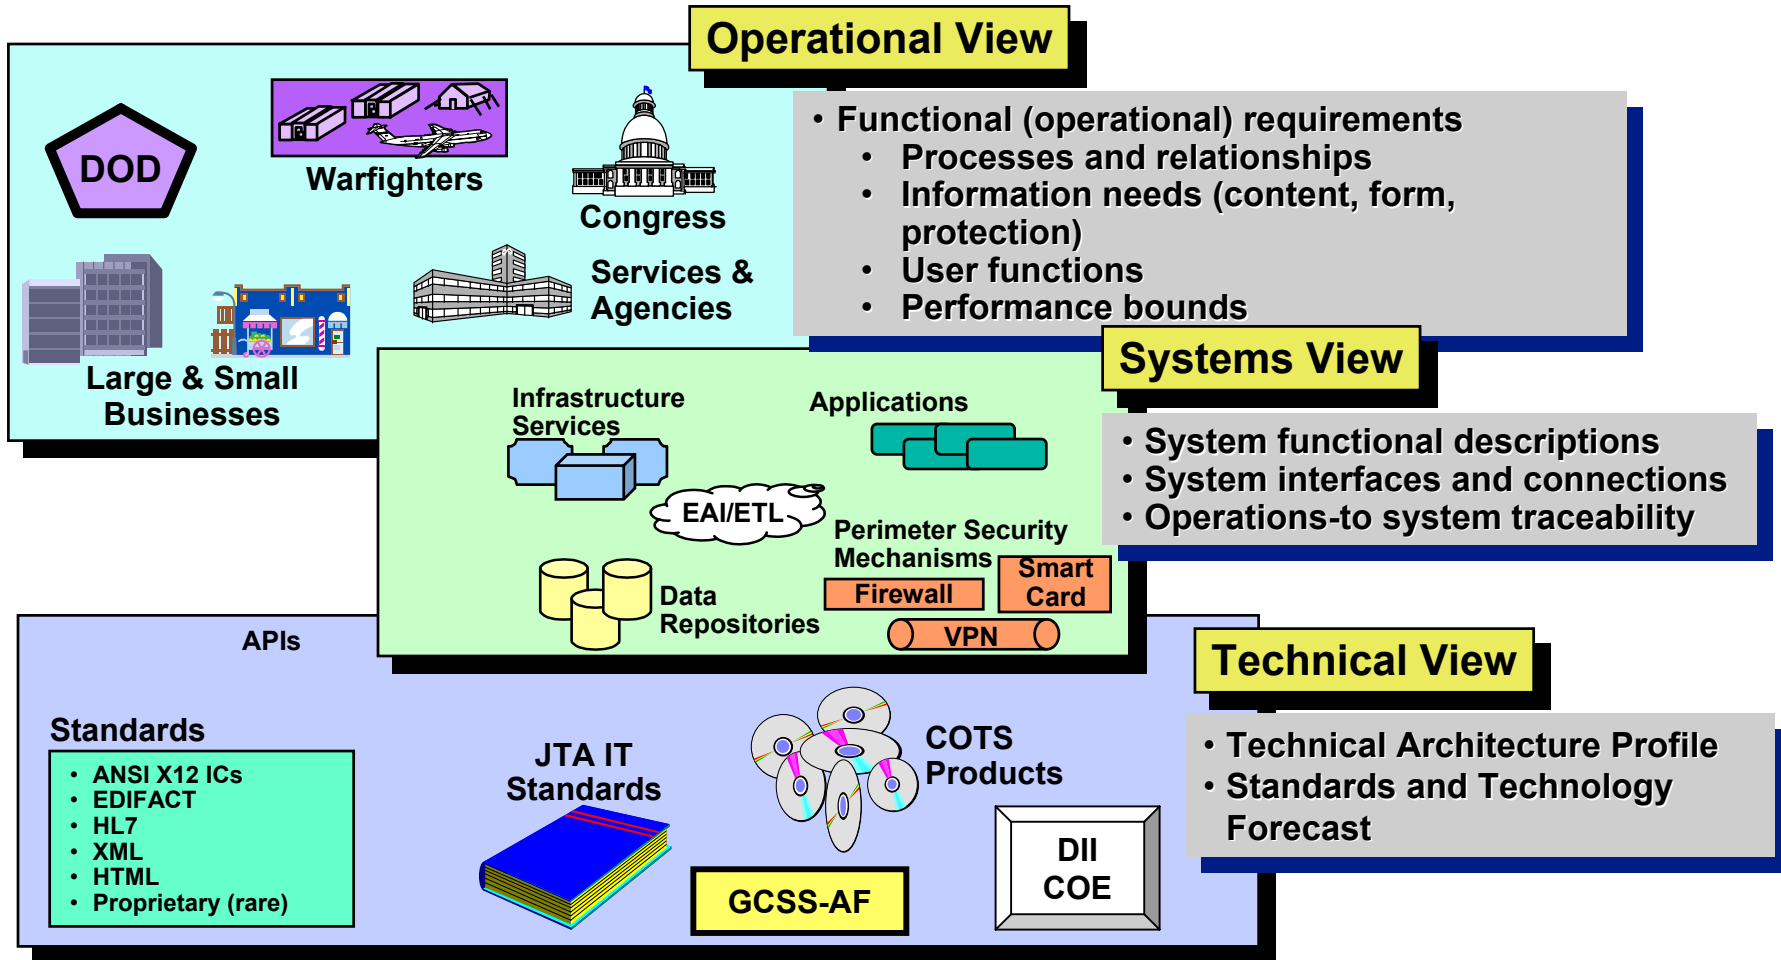 Operational View
DOD
Warfighters
Congress
Services &
Agencies
Large & Small
Businesses
• Functional (operational) requirements
• Processes and relationships
• Information needs (content, form,
protection)
• User functions
• Performance bounds
Systems View
Infrastructure
Services
Applications
EAI/ETL
Perimeter Security
Mechanisms
Firewall
Smart
Card
VPN
Data
Repositories
• System functional descriptions
• System interfaces and connections
• Operations-to system traceability
Technical View
APIs
Standards
• ANSI X12 ICs
• EDIFACT
• HL7
• XML
• HTML
• Proprietary (rare)
JTA IT
Standards
COTS
Products
GCSS-AF
DII
COE
• Technical Architecture Profile
• Standards and Technology
Forecast